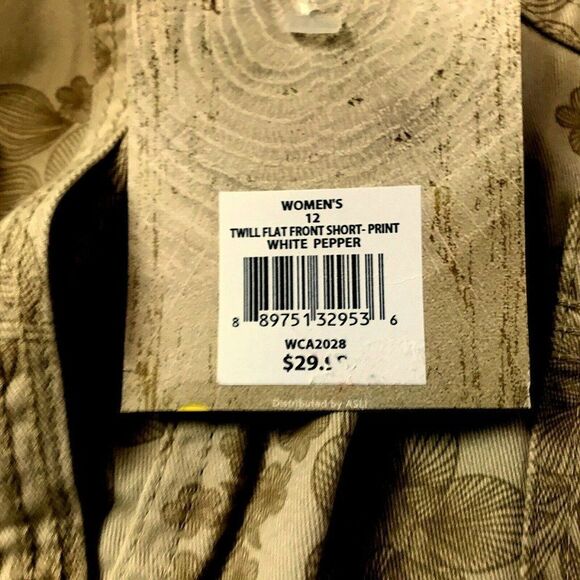 WOMEN'S
12
TWILL FLAT FRONT SHORT- PRINT
WHITE PEPPER
8 89751 32953 6
WCA2028
Distributed by ASLI